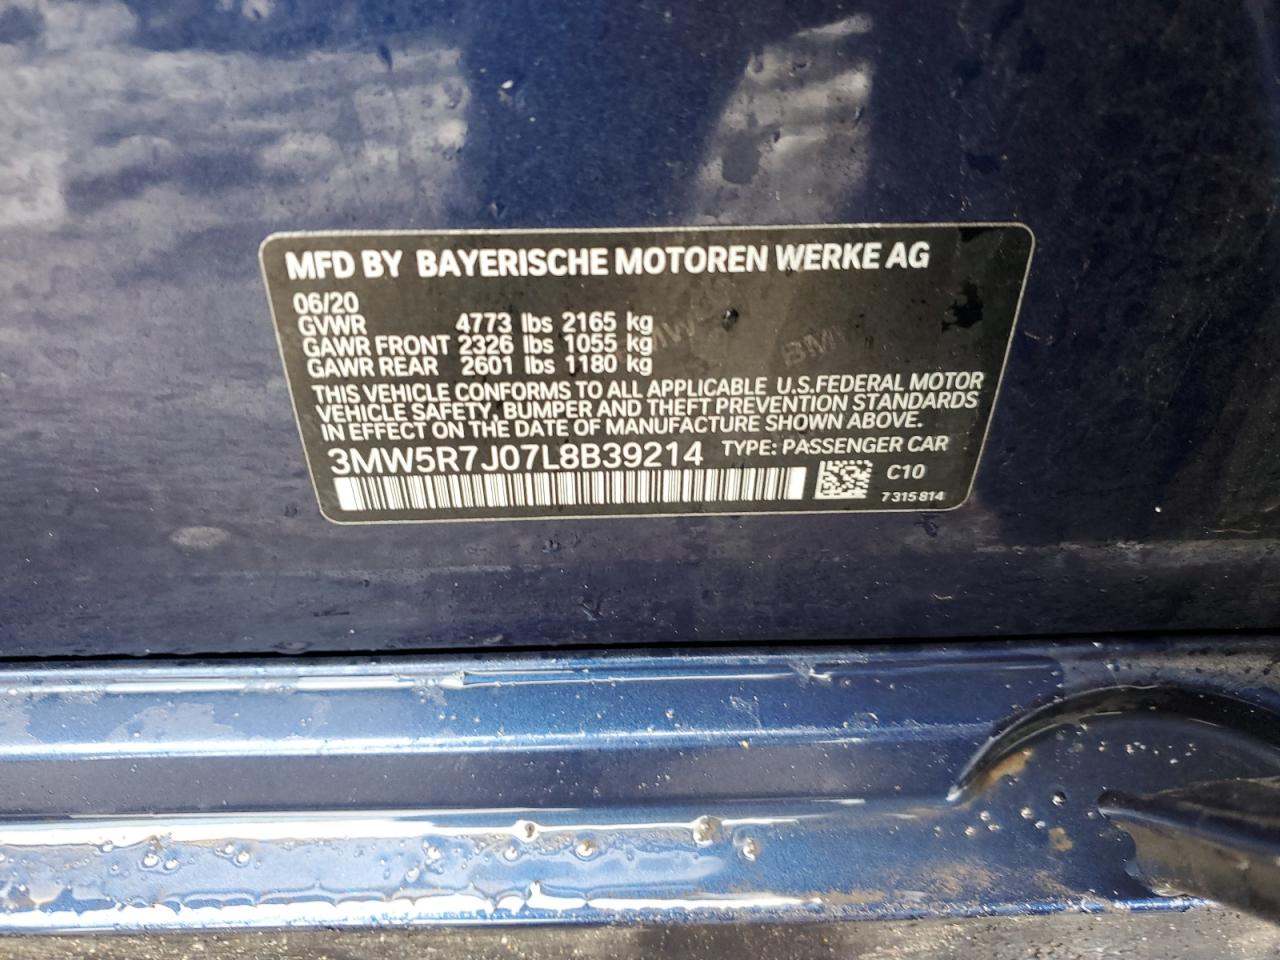 MFD BY BAYERISCHE MOTOREN WERKE AG
06/20
GVWR 4773 lbs 2165 kg
GAWR FRONT 2326 lbs 1055 kg
GAWR REAR 2601 lbs 1180 kg
THIS VEHICLE CONFORMS TO ALL APPLICABLE U.S.FEDERAL MOTOR
VEHICLE SAFETY, BUMPER AND THEFT PREVENTION STANDARDS
IN EFFECT ON THE DATE OF MANUFACTURE SHOWN ABOVE.
3MW5R7J07L8B39214 TYPE: PASSENGER CAR
C10
7315814
BMW